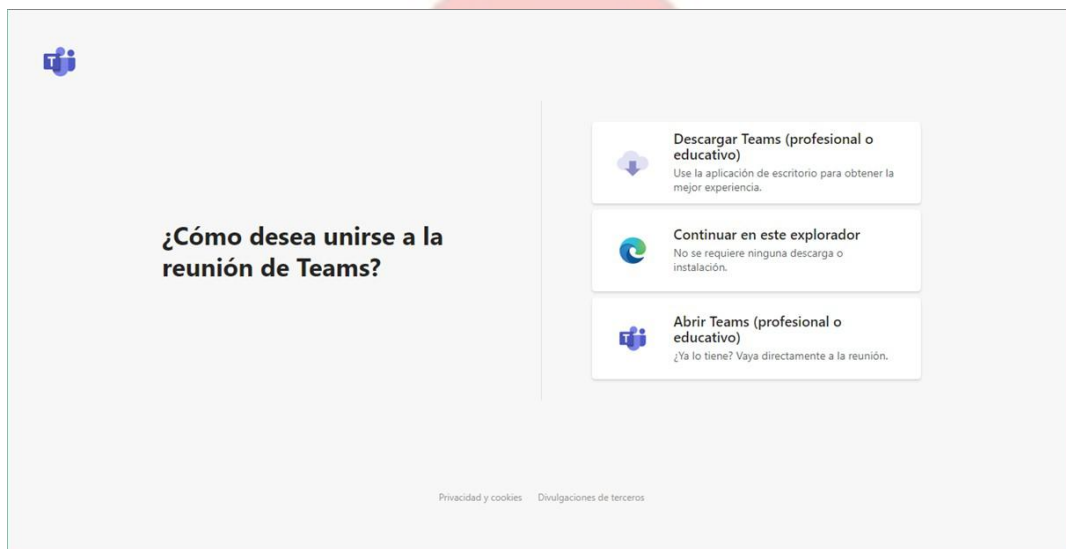 ¿Cómo desea unirse a la
reunión de Teams?
Descargar Teams (profesional o
educativo)
Use la aplicación de escritorio para obtener la
mejor experiencia.
Continuar en este explorador
No se requiere ninguna descarga o
instalación.
Abrir Teams (profesional o
educativo)
¿Ya lo tiene? Vaya directamente a la reunión.
Privacidad y cookies Divulgaciones de terceros